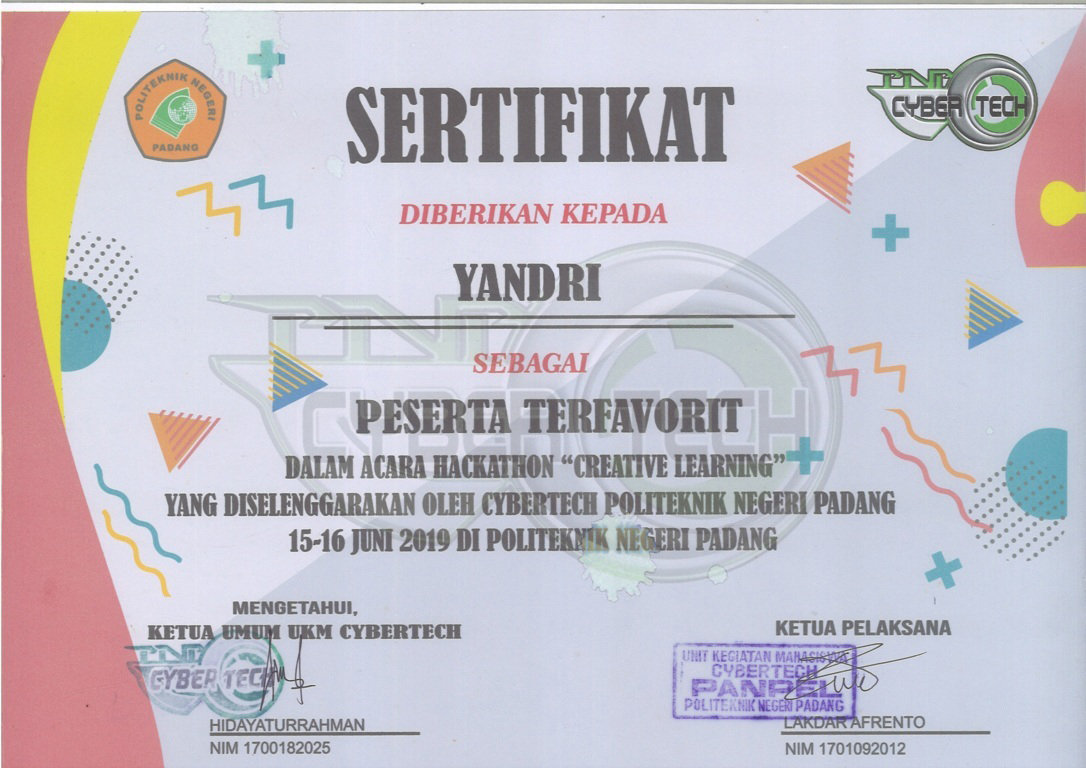 POLITEKNIK NEGERI
PADANG
PNP
CYBER TECH
SERTIFIKAT
DIBERIKAN KEPADA
YANDRI
SEBAGAI
PESERTA TERFAVORIT
DALAM ACARA HACKATHON “CREATIVE LEARNING”
YANG DISELENGGARAKAN OLEH CYBERTECH POLITEKNIK NEGERI PADANG
15-16 JUNI 2019 DI POLITEKNIK NEGERI PADANG
PNP
CYBER TECH
MENGETAHUI,
KETUA UMUM UKM CYBERTECH
PNP
CYBER TECH
HIDAYATURRAHMAN
NIM 1700182025
KETUA PELAKSANA
UNIT KEGIATAN MAHASISWA
CYBERTECH
PANPEL
POLITEKNIK NEGERI PADANG
LAKDAR AFRENTO
NIM 1701092012